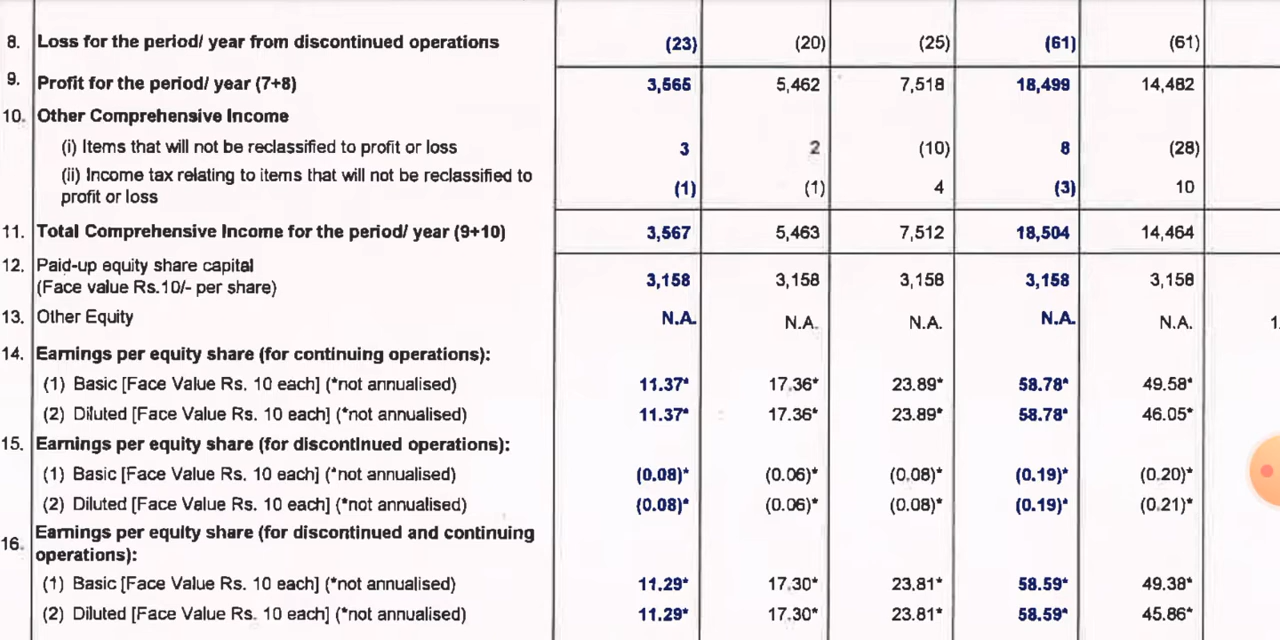 8. Loss for the period/ year from discontinued operations (23) (20) (25) (61) (61)
9. Profit for the period/ year (7+8) 3,565 5,462 7,518 18,499 14,482
10. Other Comprehensive Income
(i) Items that will not be reclassified to profit or loss 3 2 (10) 8 (28)
(ii) Income tax relating to items that will not be reclassified to
profit or loss (1) (1) 4 (3) 10
11. Total Comprehensive Income for the period/ year (9+10) 3,567 5,463 7,512 18,504 14,464
12. Paid-up equity share capital
(Face value Rs.10/- per share) 3,158 3,158 3,158 3,158 3,158
13. Other Equity N.A. N.A. N.A. N.A. N.A. 1.
14. Earnings per equity share (for continuing operations):
(1) Basic [Face Value Rs. 10 each] (*not annualised) 11.37* 17.36* 23.89* 58.78* 49.58*
(2) Diluted [Face Value Rs. 10 each] (*not annualised) 11.37* 17.36* 23.89* 58.78* 46.05*
15. Earnings per equity share (for discontinued operations):
(1) Basic [Face Value Rs. 10 each] (*not annualised) (0.08)* (0.06)* (0.08)* (0.19)* (0.20)*
(2) Diluted [Face Value Rs. 10 each] (*not annualised) (0.08)* (0.06)* (0.08)* (0.19)* (0.21)*
16. Earnings per equity share (for discontinued and continuing
operations):
(1) Basic [Face Value Rs. 10 each] (*not annualised) 11.29* 17.30* 23.81* 58.59* 49.38*
(2) Diluted [Face Value Rs. 10 each] (*not annualised) 11.29* 17.30* 23.81* 58.59* 45.86*